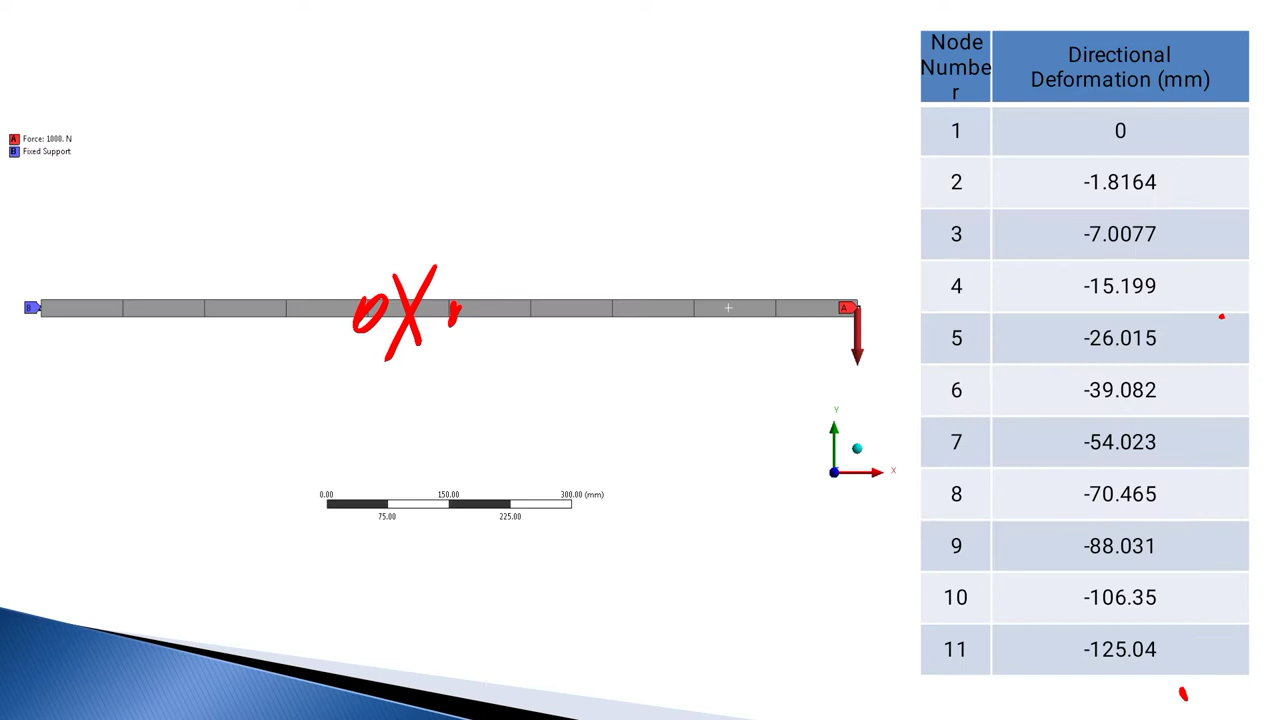 A Force: 1000. N
B Fixed Support
B
A
Y
X
0.00 150.00 300.00 (mm)
75.00 225.00
Node Numbe r Directional Deformation (mm)
1 0
2 -1.8164
3 -7.0077
4 -15.199
5 -26.015
6 -39.082
7 -54.023
8 -70.465
9 -88.031
10 -106.35
11 -125.04